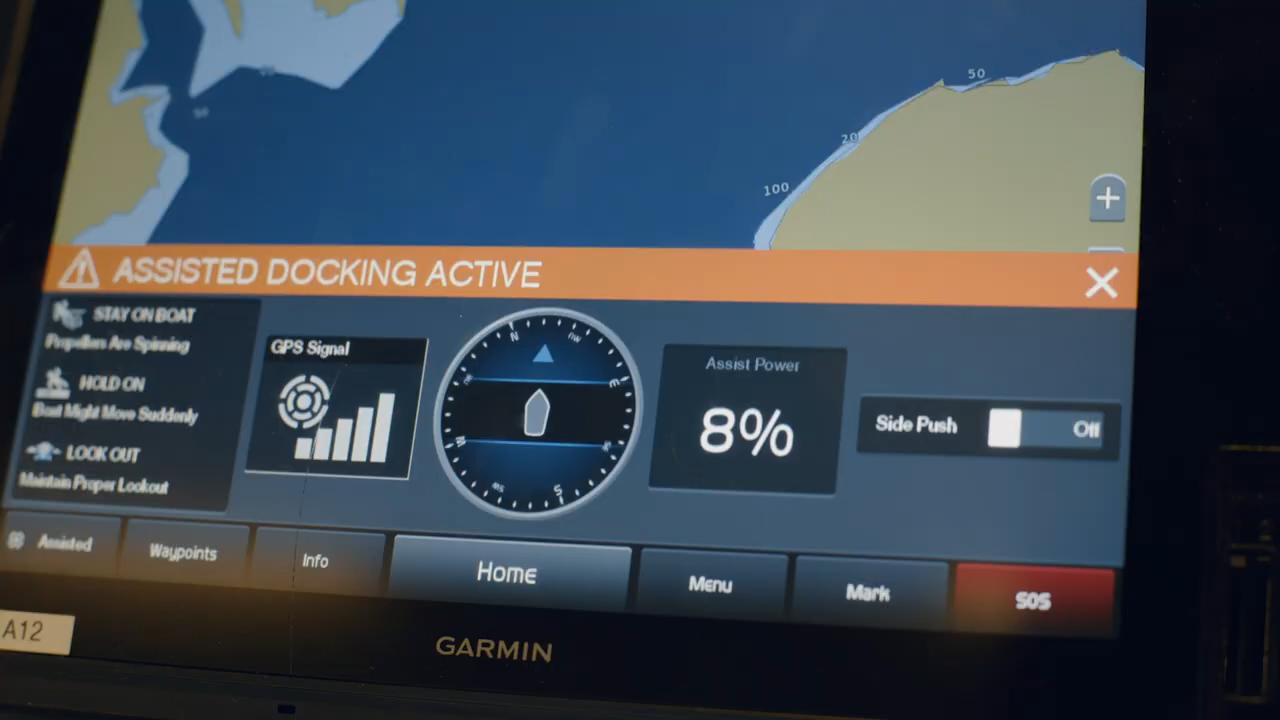 50
20
100
+
ASSISTED DOCKING ACTIVE
STAY ON BOAT
Propellers Are Spinning
HOLD ON
Boat Might Move Suddenly
LOOK OUT
Maintain Proper Lookout
GPS Signal
N
NW
E
S
SW
Assist Power
8%
Side Push
Off
Assisted
Waypoints
Info
Home
Menu
Mark
SOS
A12
GARMIN